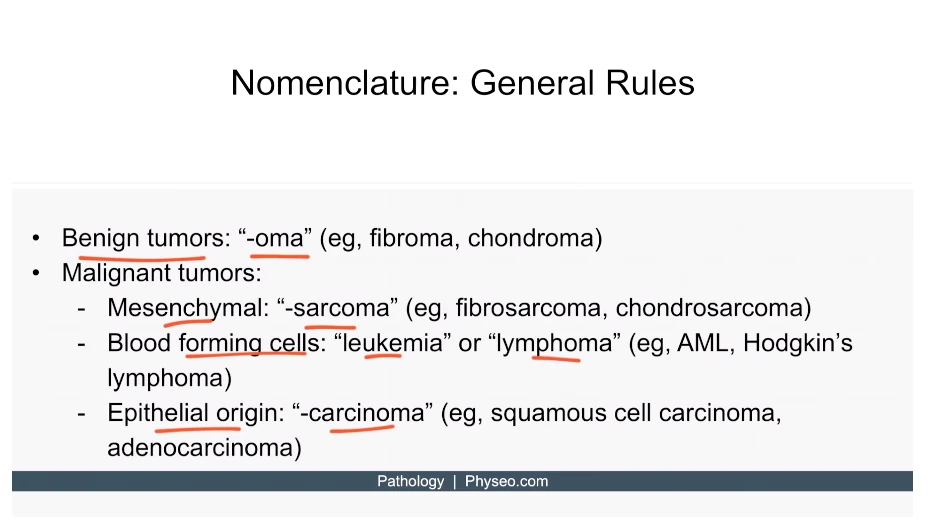 Nomenclature: General Rules
• Benign tumors: “-oma” (eg, fibroma, chondroma)
• Malignant tumors:
- Mesenchymal: “-sarcoma” (eg, fibrosarcoma, chondrosarcoma)
- Blood forming cells: “leukemia” or “lymphoma” (eg, AML, Hodgkin’s
lymphoma)
- Epithelial origin: “-carcinoma” (eg, squamous cell carcinoma,
adenocarcinoma)
Pathology | Physeo.com